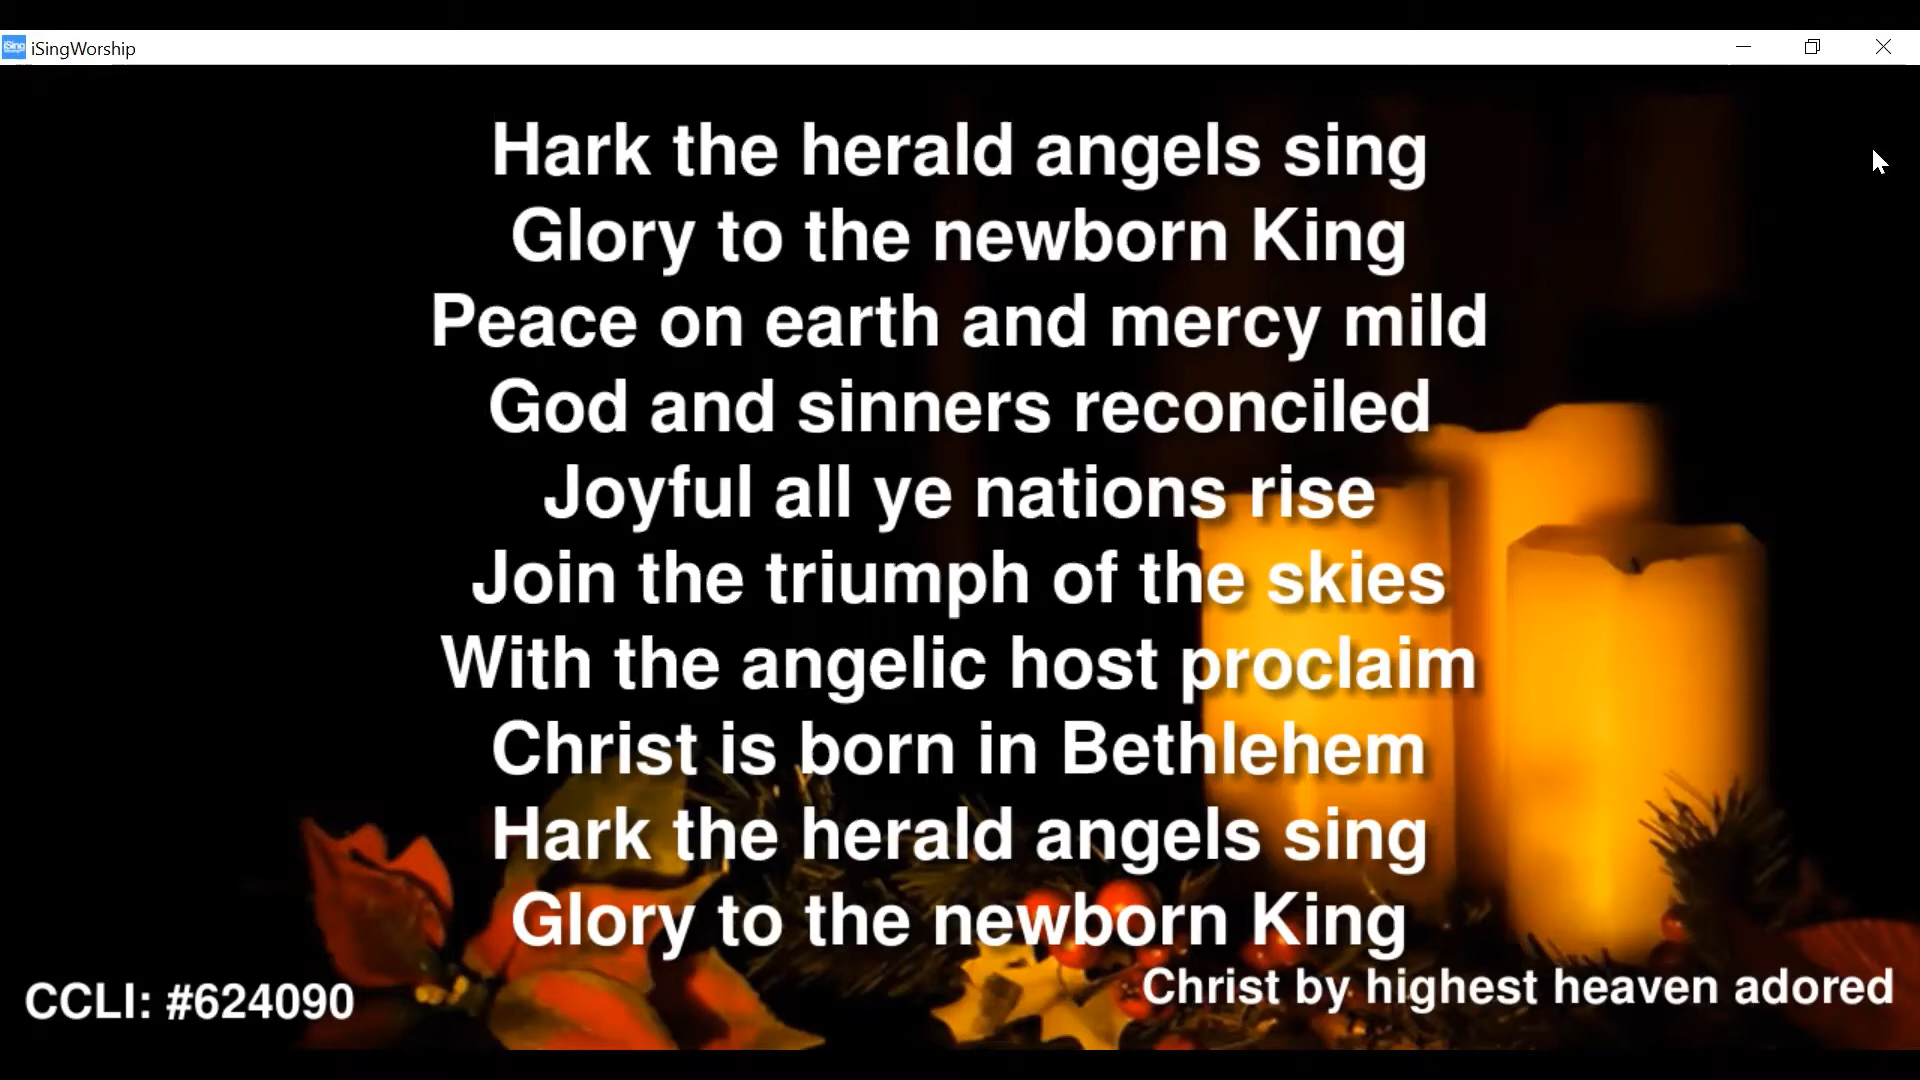 iSing
iSingWorship
Hark the herald angels sing
Glory to the newborn King
Peace on earth and mercy mild
God and sinners reconciled
Joyful all ye nations rise
Join the triumph of the skies
With the angelic host proclaim
Christ is born in Bethlehem
Hark the herald angels sing
Glory to the newborn King
Christ by highest heaven adored
CCLI: #624090